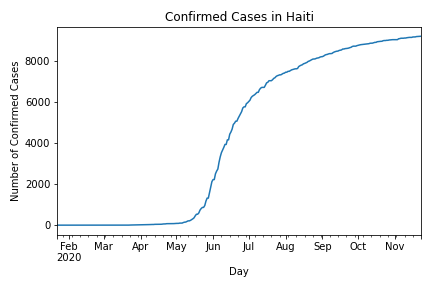 Confirmed Cases in Haiti
Number of Confirmed Cases
8000
6000
4000
2000
0
Feb Mar Apr May Jun Jul Aug Sep Oct Nov
2020
Day